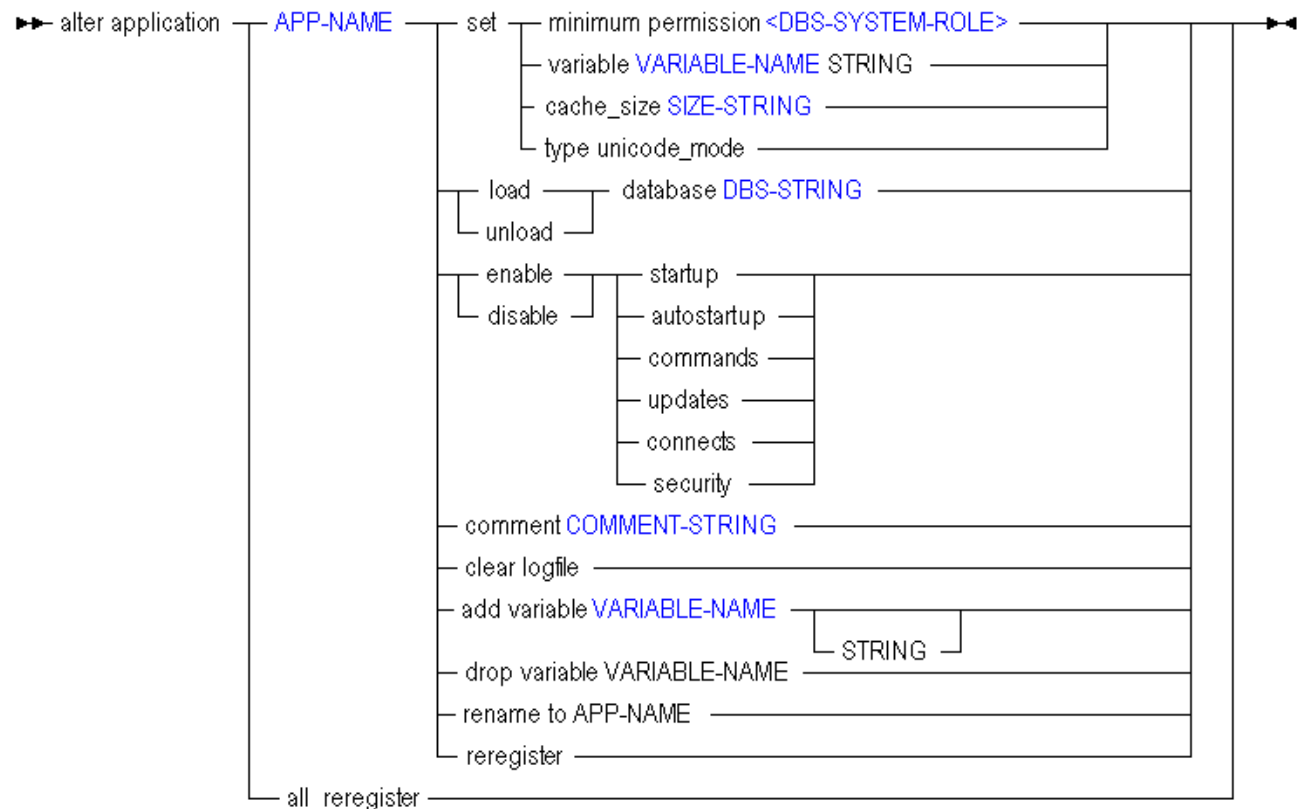 alter application APP-NAME set minimum permission <DBS-SYSTEM-ROLE>
variable VARIABLE-NAME STRING
cache_size SIZE-STRING
type unicode_mode
load database DBS-STRING
unload
enable startup
disable autostartup
commands
updates
connects
security
comment COMMENT-STRING
clear logfile
add variable VARIABLE-NAME
STRING
drop variable VARIABLE-NAME
rename to APP-NAME
reregister
all reregister